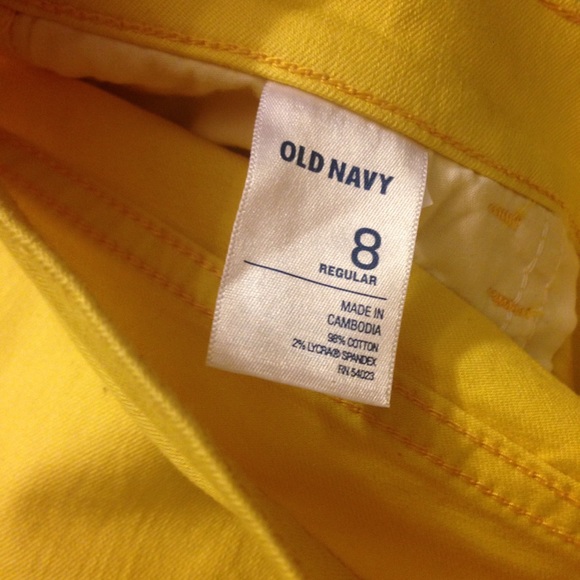 OLD NAVY
8
REGULAR
MADE IN
CAMBODIA
98% COTTON
2% LYCRA® SPANDEX
RN 54023